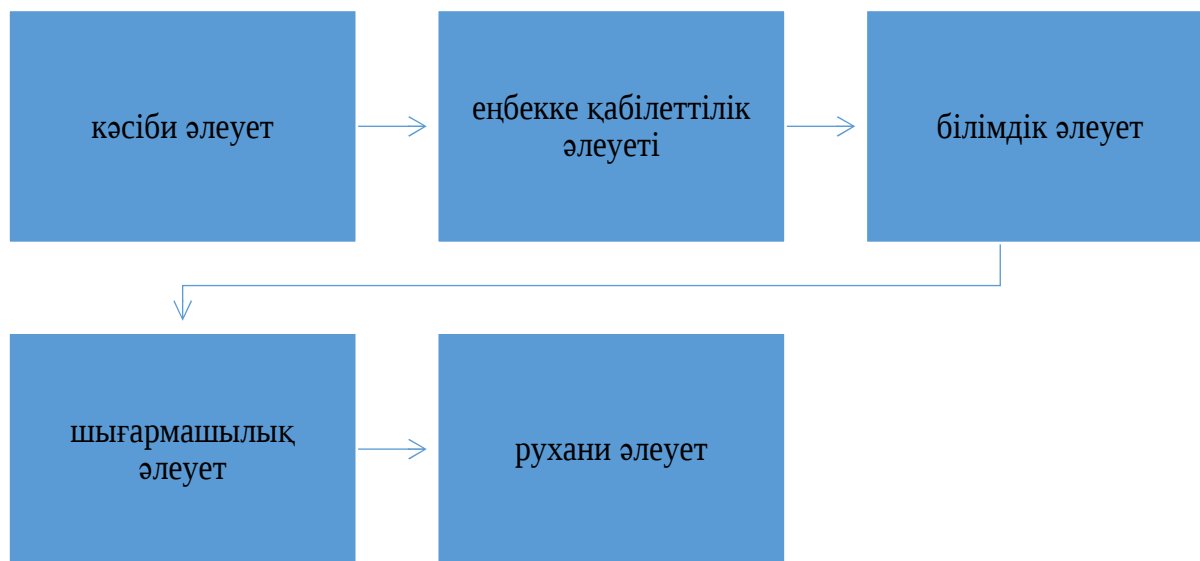 кәсіби әлеует
еңбекке қабілеттілік
әлеуеті
білімдік әлеует
шығармашылық
әлеует
рухани әлеует